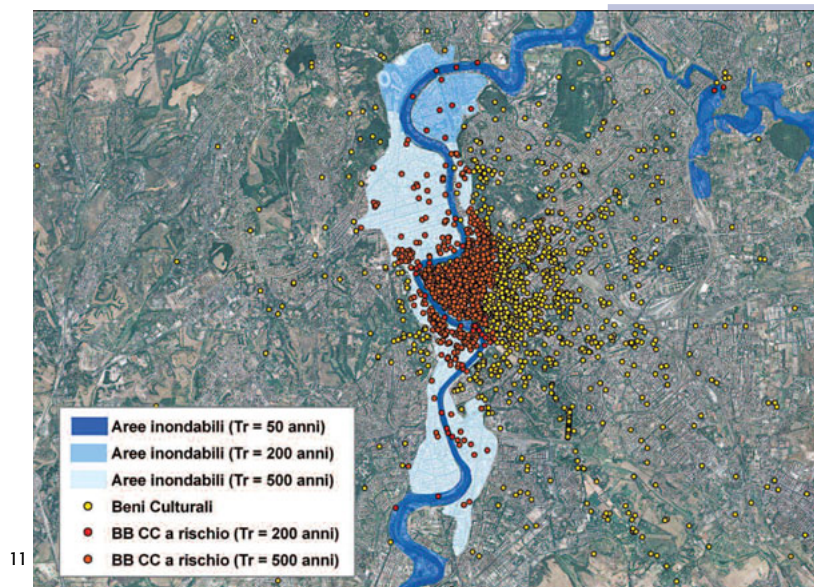 Aree inondabili (Tr = 50 anni)
Aree inondabili (Tr = 200 anni)
Aree inondabili (Tr = 500 anni)
Beni Culturali
BB CC a rischio (Tr = 200 anni)
BB CC a rischio (Tr = 500 anni)
11